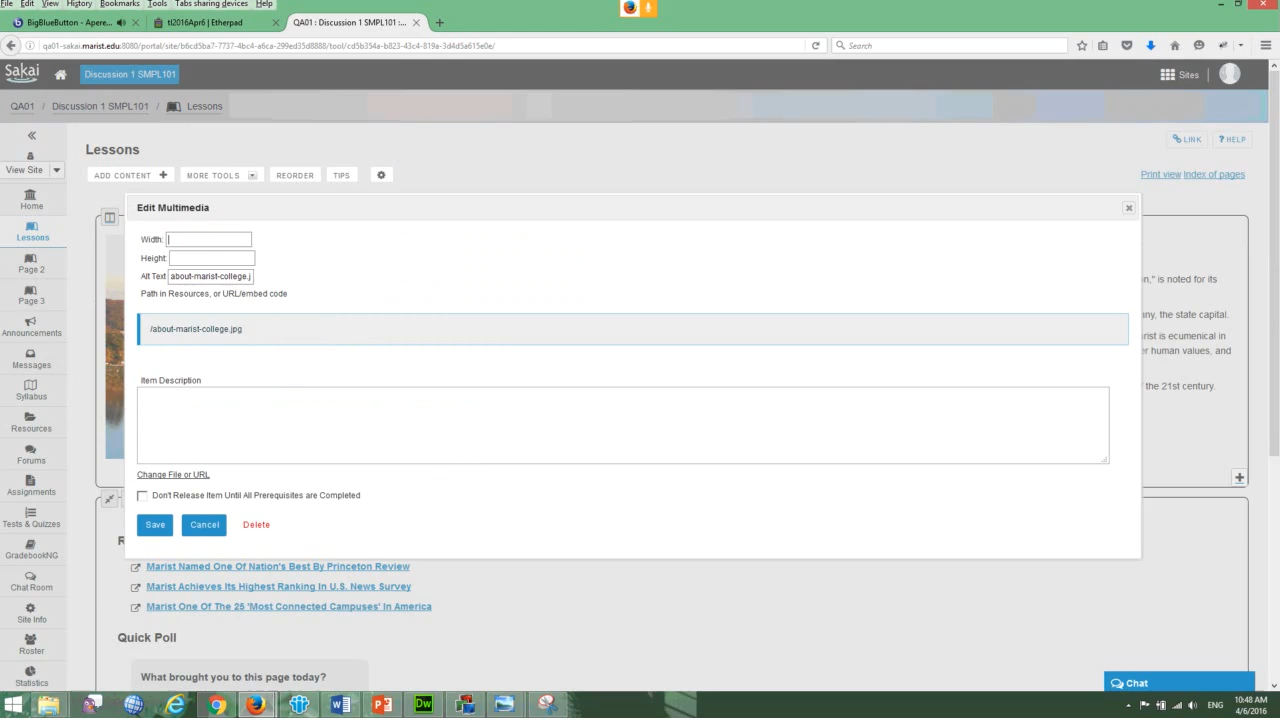 File Edit View History Bookmarks Tools Tabs sharing devices Help
BigBlueButton - Apere... tl2016Apr6 | Etherpad QA01 : Discussion 1 SMPL101 :...
qa01-sakai.marist.edu:8080/portal/site/b6cd5ba7-7737-4bc4-a6ca-299ed35d8888/tool/cd5b354a-b823-43c4-819a-3d4d5a615e0e/ Search
Sakai Discussion 1 SMPL101 Sites
QA01 / Discussion 1 SMPL101 / Lessons
View Site
Home
Lessons
Page 2
Page 3
Announcements
Messages
Syllabus
Resources
Forums
Assignments
Tests & Quizzes
GradebookNG
Chat Room
Site Info
Roster
Statistics
Lessons
LINK ? HELP
ADD CONTENT + MORE TOOLS REORDER TIPS
Print view Index of pages
Edit Multimedia
Width:
Height:
Alt Text about-marist-college.j
Path in Resources, or URL/embed code
/about-marist-college.jpg
Item Description
Change File or URL
Don't Release Item Until All Prerequisites are Completed
Save Cancel Delete
n," is noted for its
ny, the state capital.
rist is ecumenical in
er human values, and
f the 21st century.
Marist Named One Of Nation's Best By Princeton Review
Marist Achieves Its Highest Ranking In U.S. News Survey
Marist One Of The 25 'Most Connected Campuses' In America
Quick Poll
What brought you to this page today?
Chat
ENG
10:48 AM
4/6/2016